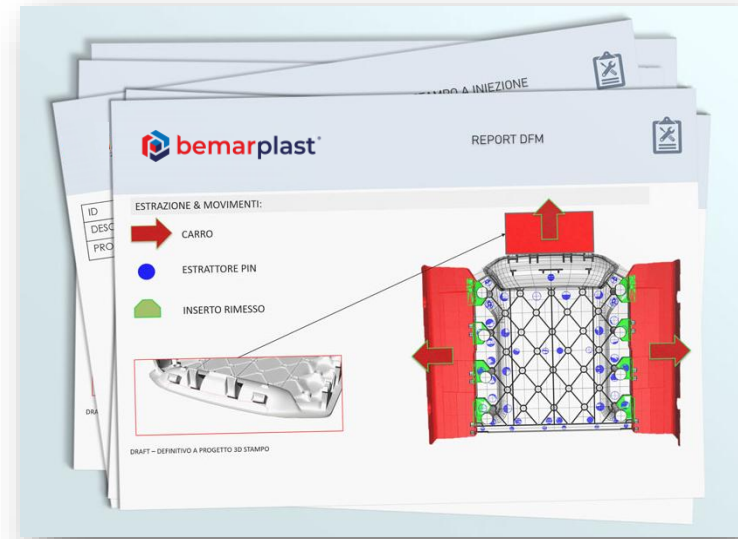 STAMPO A INIEZIONE
bemarplast
REPORT DFM
ID
DESC
PRO
ESTRAZIONE & MOVIMENTI:
CARRO
ESTRATTORE PIN
INSERTO RIMESSO
DRA
DRAFT – DEFINITIVO A PROGETTO 3D STAMPO